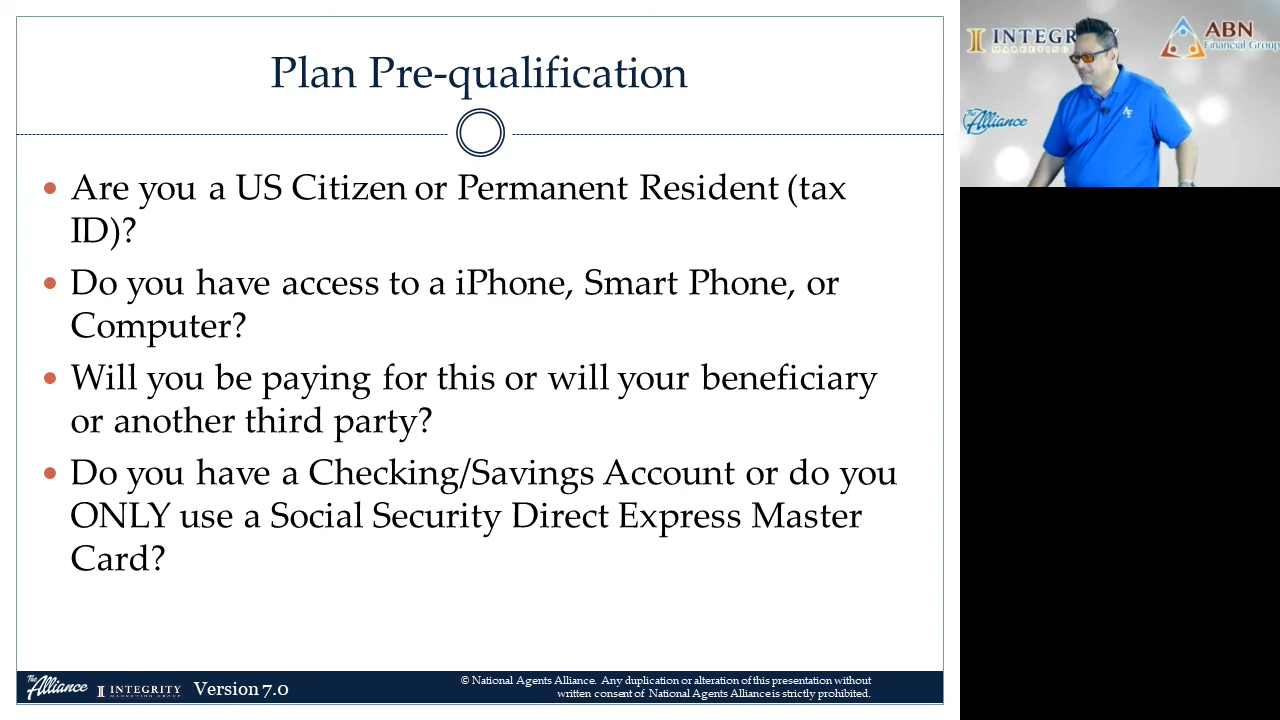 Plan Pre-qualification
Are you a US Citizen or Permanent Resident (tax
ID)?
Do you have access to a iPhone, Smart Phone, or
Computer?
Will you be paying for this or will your beneficiary
or another third party?
Do you have a Checking/Savings Account or do you
ONLY use a Social Security Direct Express Master
Card?
The Alliance
INTEGRITY
MARKETING GROUP
Version 7.0
© National Agents Alliance. Any duplication or alteration of this presentation without
written consent of National Agents Alliance is strictly prohibited.
ABN
Financial Group
The Alliance